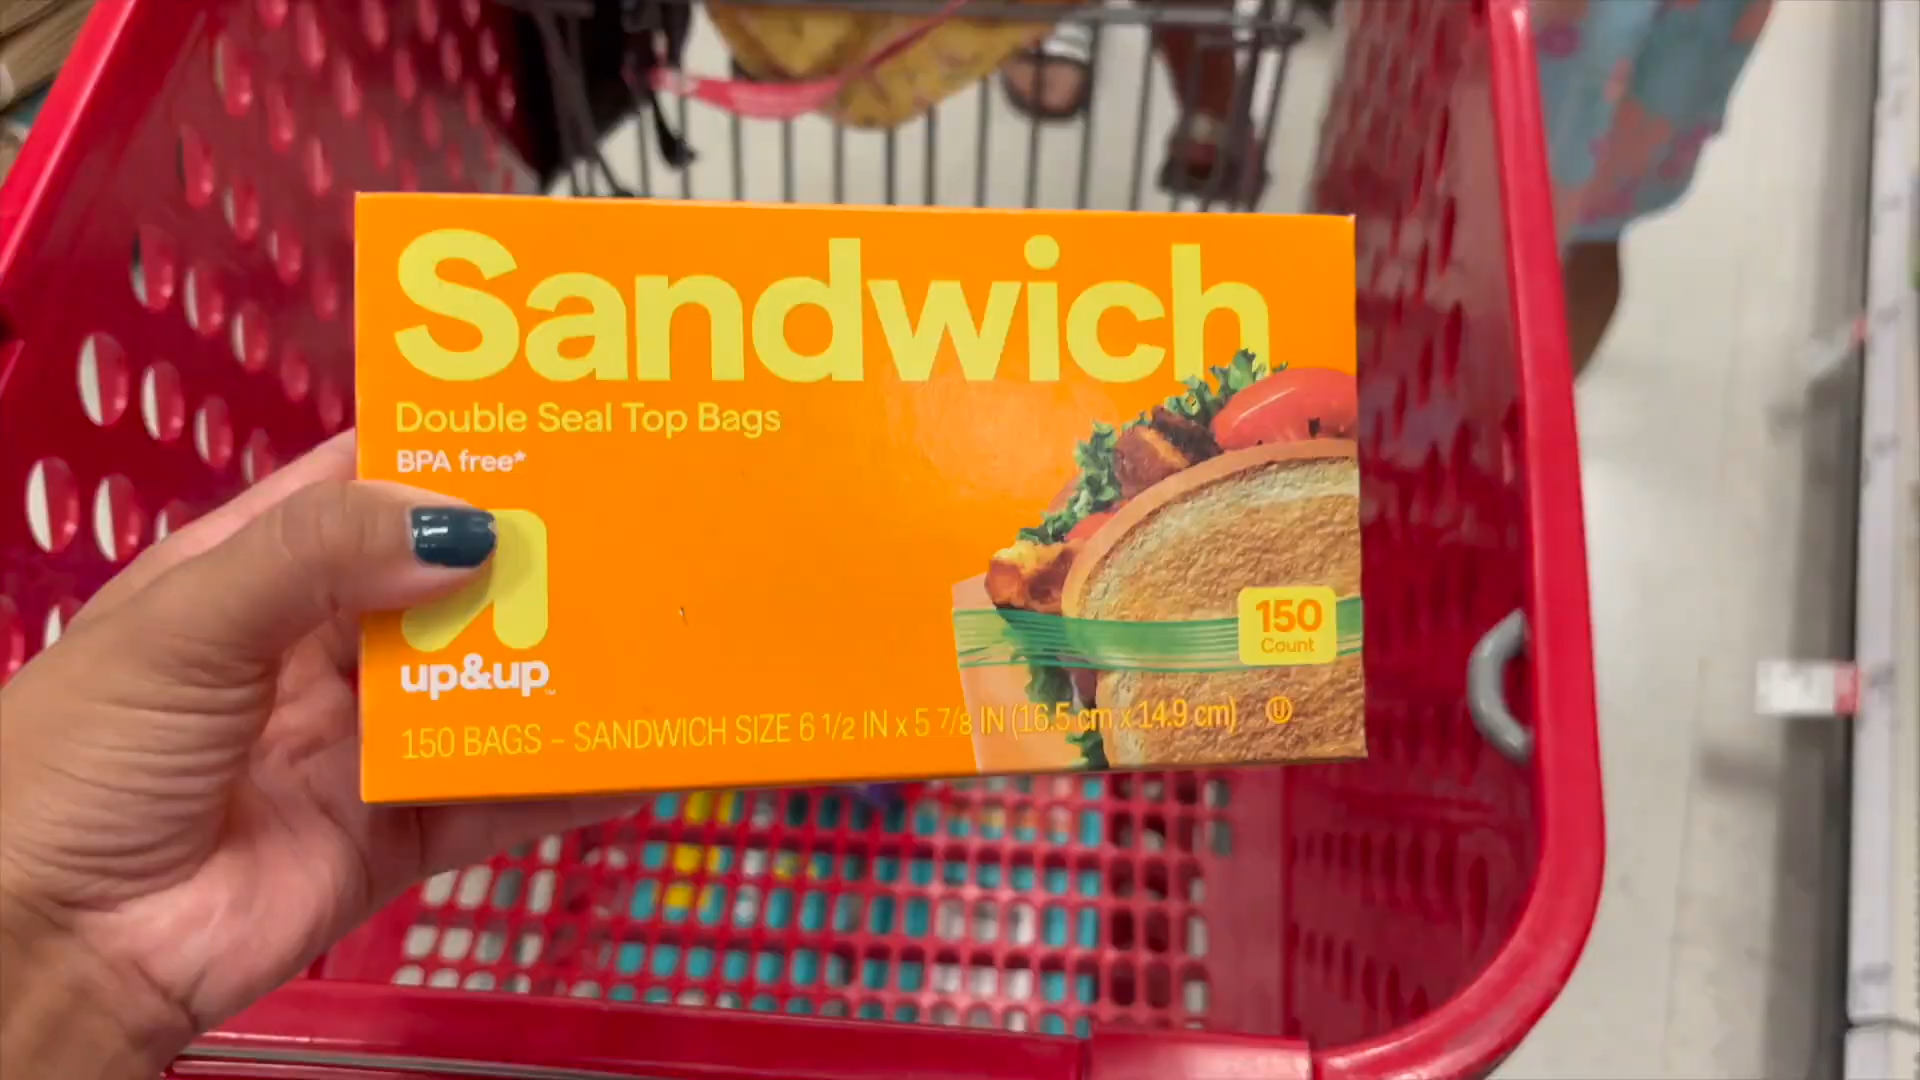 Sandwich
Double Seal Top Bags
BPA free*
up&up™
150
Count
150 BAGS – SANDWICH SIZE 6 1/2 IN x 5 7/8 IN (16.5 cm x 14.9 cm) Ⓤ